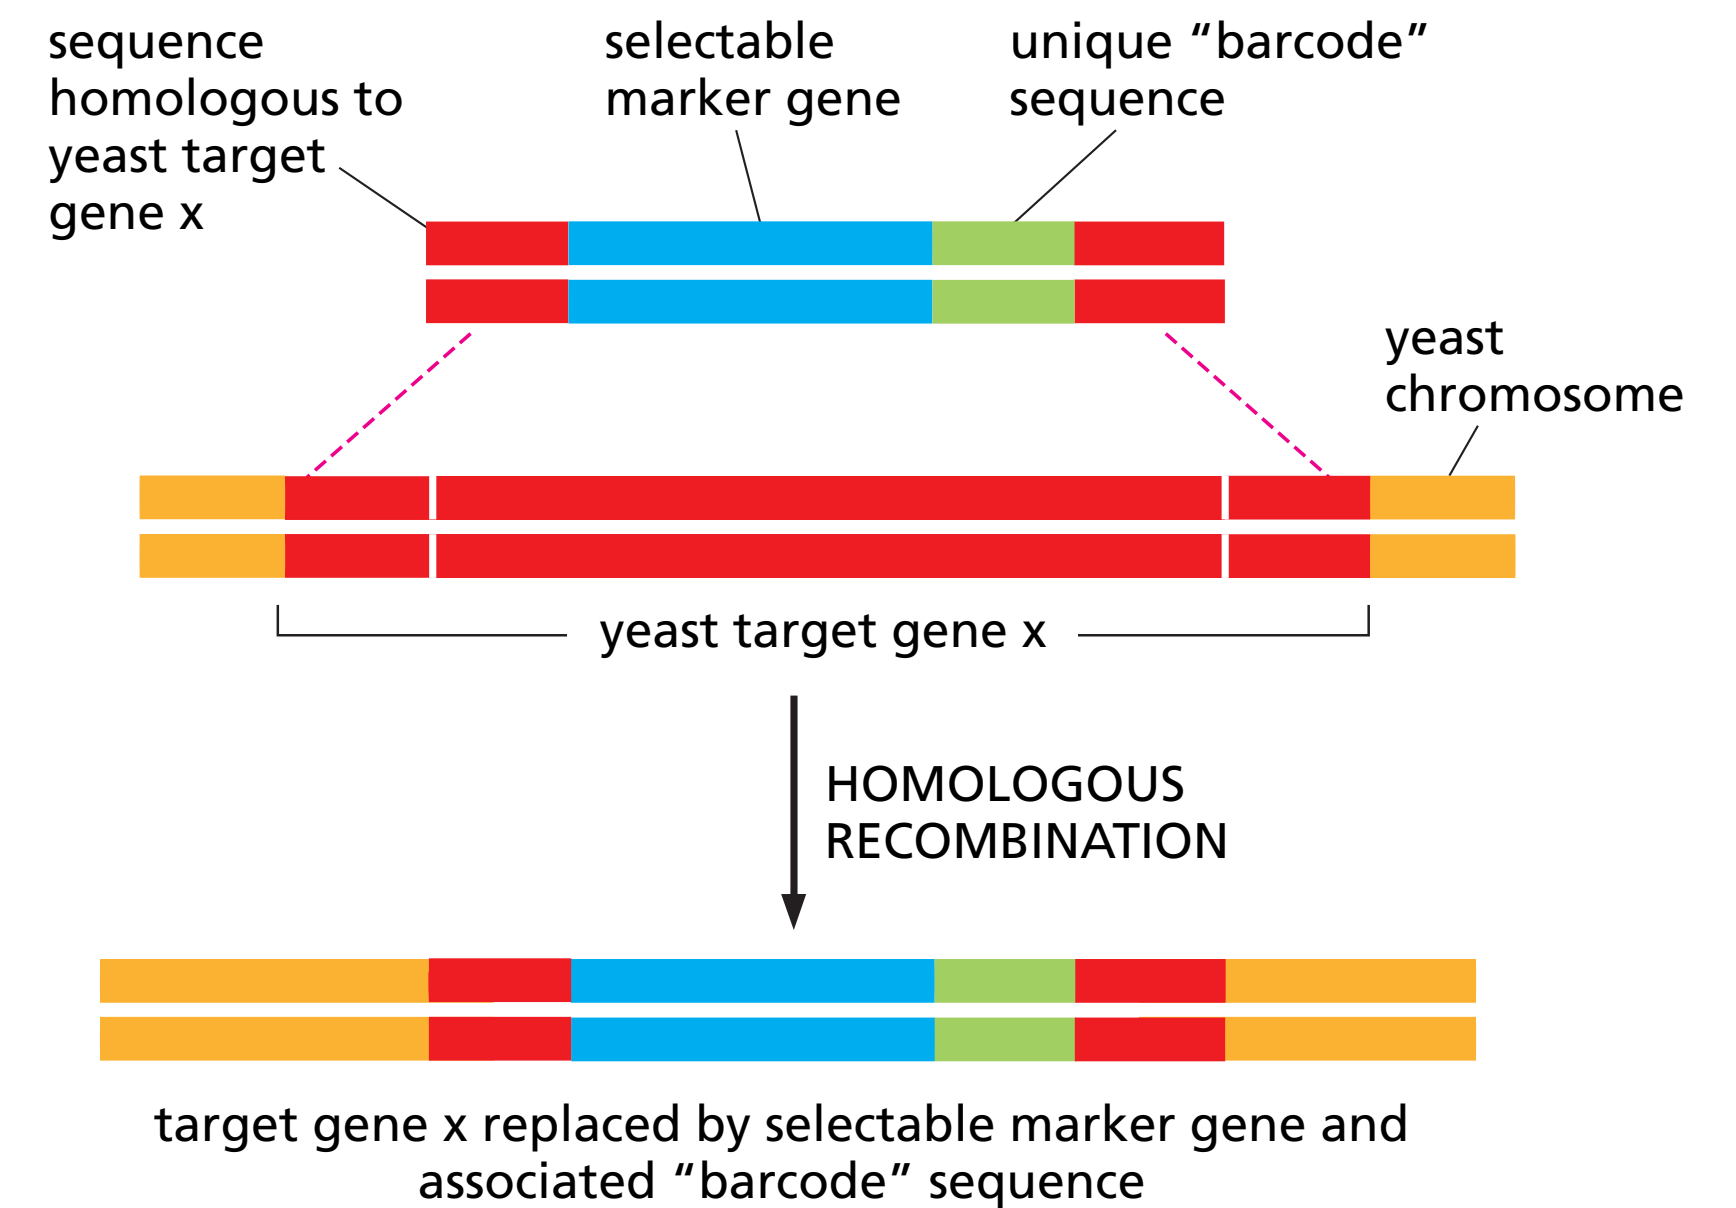 sequence
homologous to
yeast target
gene x
selectable
marker gene
unique “barcode”
sequence
yeast
chromosome
yeast target gene x
HOMOLOGOUS
RECOMBINATION
target gene x replaced by selectable marker gene and
associated “barcode” sequence